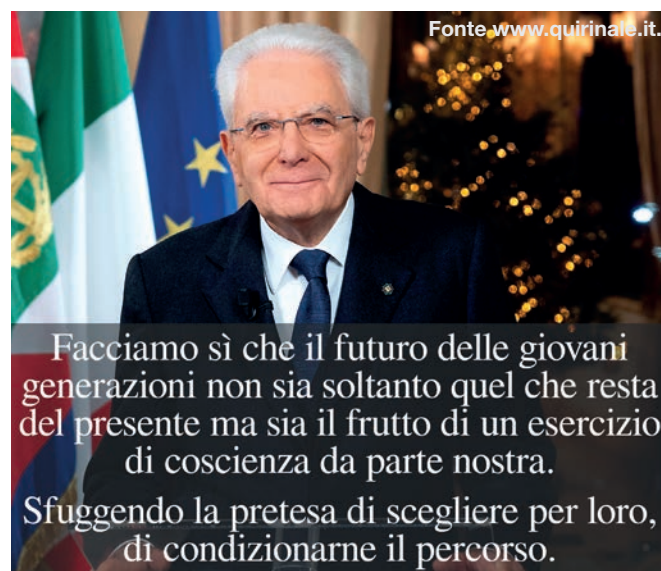 Fonte www.quirinale.it.
Facciamo sì che il futuro delle giovani
generazioni non sia soltanto quel che resta
del presente ma sia il frutto di un esercizio
di coscienza da parte nostra.
Sfuggendo la pretesa di scegliere per loro,
di condizionarne il percorso.